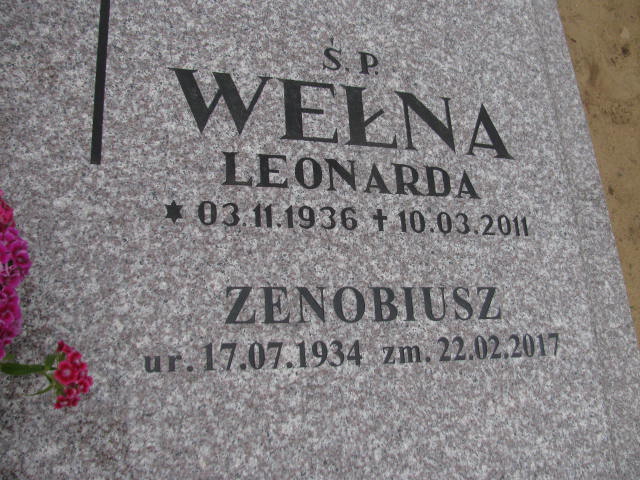 Ś. P.
WEŁNA
LEONARDA
* 03.11.1936 ✝ 10.03.2011
ZENOBIUSZ
ur. 17.07.1934 zm. 22.02.2017